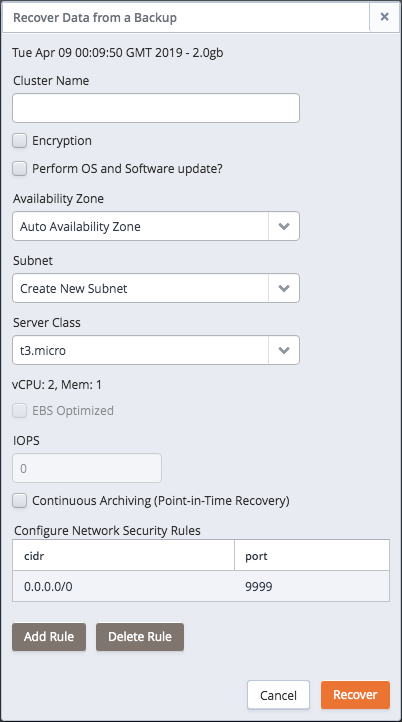 Recover Data from a Backup
×
Tue Apr 09 00:09:50 GMT 2019 - 2.0gb
Cluster Name
Encryption
Perform OS and Software update?
Availability Zone
Auto Availability Zone
Subnet
Create New Subnet
Server Class
t3.micro
vCPU: 2, Mem: 1
EBS Optimized
IOPS
0
Continuous Archiving (Point-in-Time Recovery)
Configure Network Security Rules
cidr port
0.0.0.0/0 9999
Add Rule Delete Rule
Cancel Recover